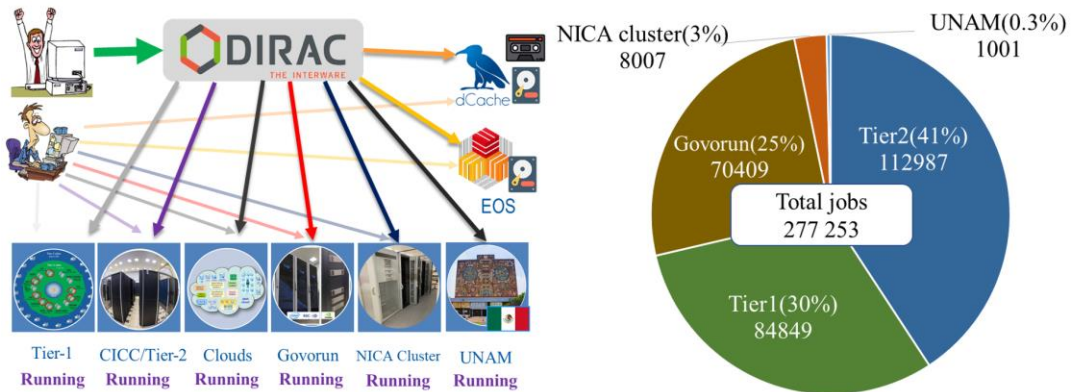 DIRAC
THE INTERWARE
dCache
EOS
Tier-1
CICC/Tier-2
Clouds
Govorun
NICA Cluster
UNAM
Running
Running
Running
Running
Running
Running
NICA cluster(3%)
8007
UNAM(0.3%)
1001
Govorun(25%)
70409
Tier2(41%)
112987
Total jobs
277 253
Tier1(30%)
84849